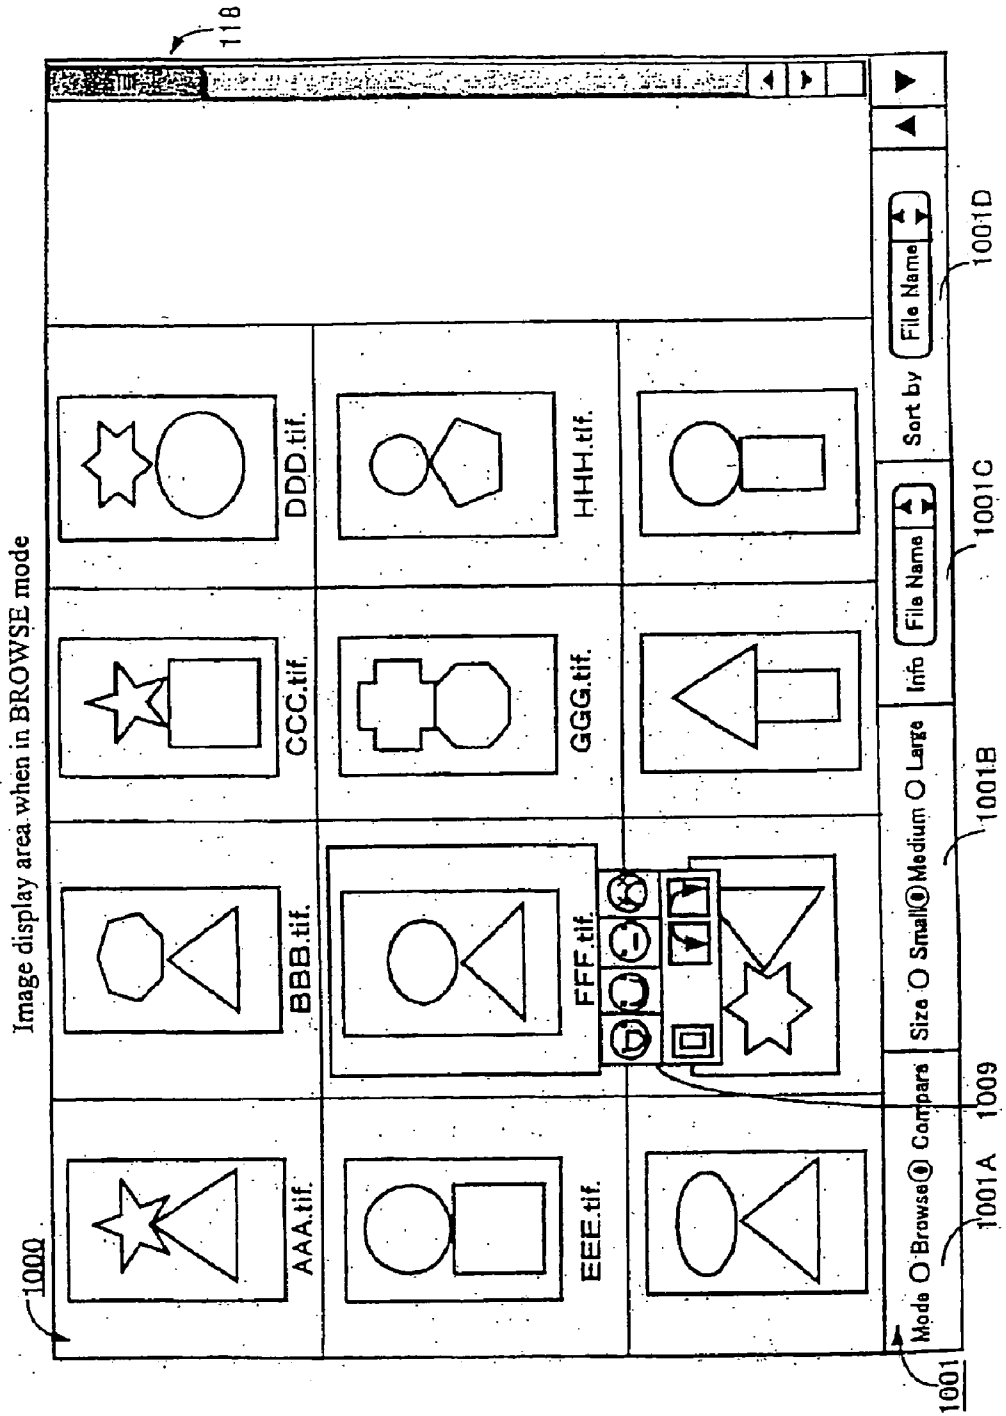 Image display area when in BROWSE mode
1000
118
AAA.tif.
BBB.tif.
CCC.tif.
DDD.tif.
EEE.tif.
FFF.tif.
GGG.tif.
HHH.tif.
Mode Browse Compare
Size Small Medium Large
Info File Name
Sort by File Name
1001
1001A
1009
1001B
1001C
1001D